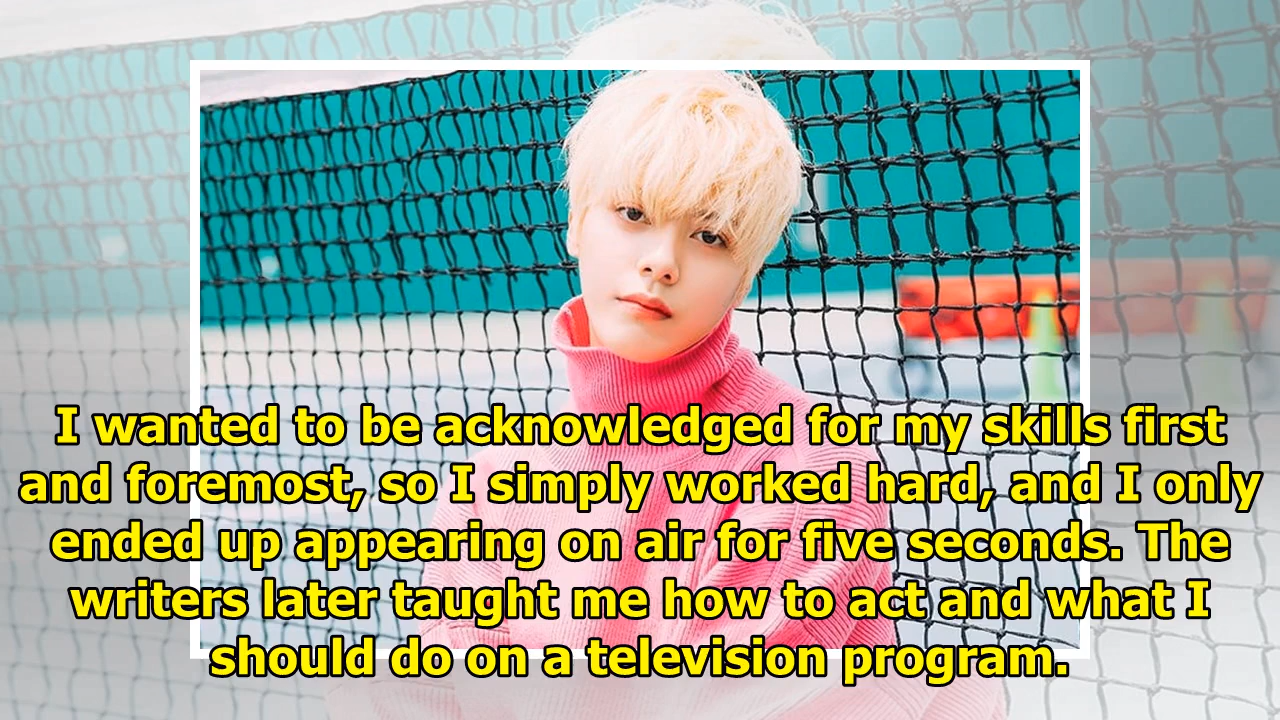 I wanted to be acknowledged for my skills first
and foremost, so I simply worked hard, and I only
ended up appearing on air for five seconds. The
writers later taught me how to act and what I
should do on a television program.